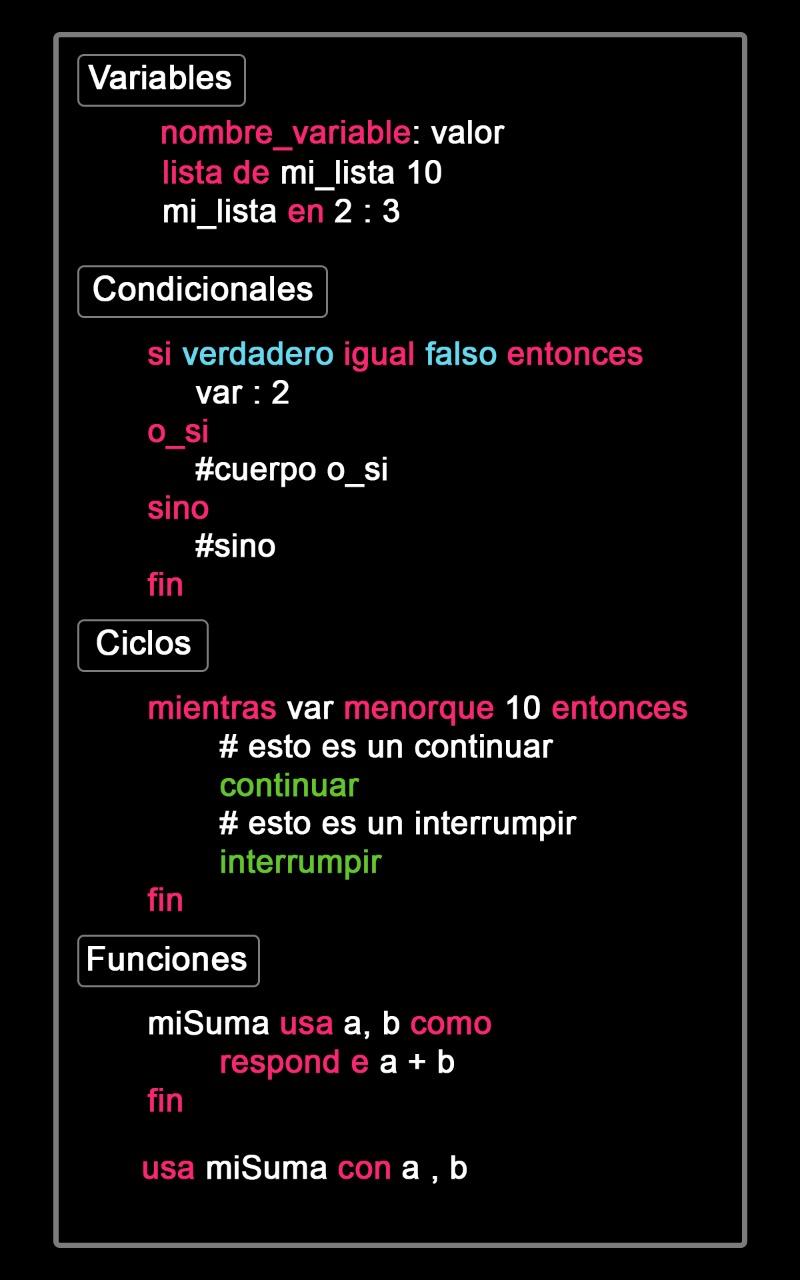 Variables
nombre_variable: valor
lista de mi_lista 10
mi_lista en 2 : 3
Condicionales
si verdadero igual falso entonces
var : 2
o_si
#cuerpo o_si
sino
#sino
fin
Ciclos
mientras var menorque 10 entonces
# esto es un continuar
continuar
# esto es un interrumpir
interrumpir
fin
Funciones
miSuma usa a, b como
respond e a + b
fin
usa miSuma con a , b